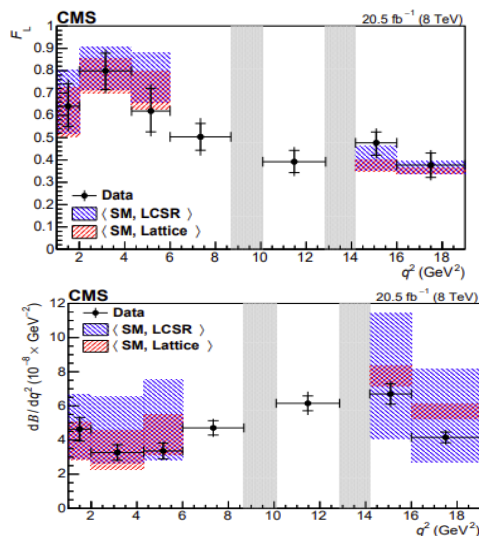 CMS 20.5 fb⁻¹ (8 TeV)
F_L
1
0.9
0.8
0.7
0.6
0.5
0.4
0.3
0.2
0.1
0
Data
⟨ SM, LCSR ⟩
⟨ SM, Lattice ⟩
2 4 6 8 10 12 14 16 18
q² (GeV²)
CMS 20.5 fb⁻¹ (8 TeV)
dB/dq² (10⁻⁸ × GeV⁻²)
12
10
8
6
4
2
0
Data
⟨ SM, LCSR ⟩
⟨ SM, Lattice ⟩
2 4 6 8 10 12 14 16 18
q² (GeV²)